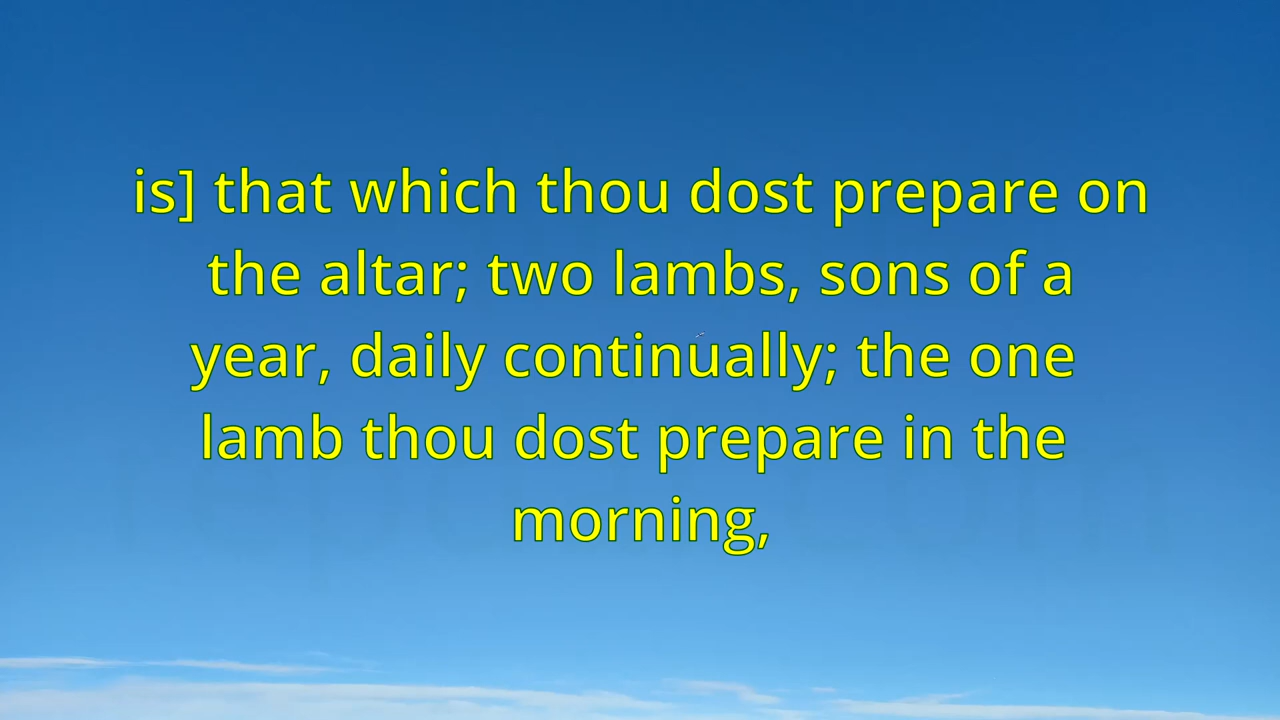 is] that which thou dost prepare on
the altar; two lambs, sons of a
year, daily continually; the one
lamb thou dost prepare in the
morning,